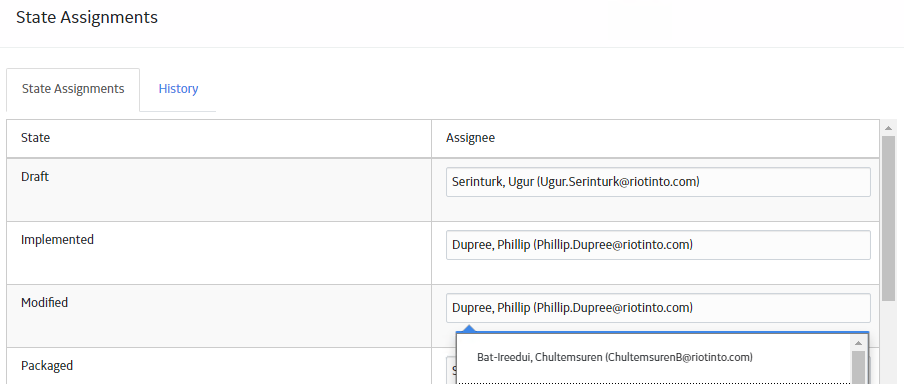 State Assignments
State Assignments
History
State
Assignee
Draft
Serinturk, Ugur (Ugur.Serinturk@riotinto.com)
Implemented
Dupree, Phillip (Phillip.Dupree@riotinto.com)
Modified
Dupree, Phillip (Phillip.Dupree@riotinto.com)
Bat-Ireedui, Chultemsuren (ChultemsurenB@riotinto.com)
Packaged